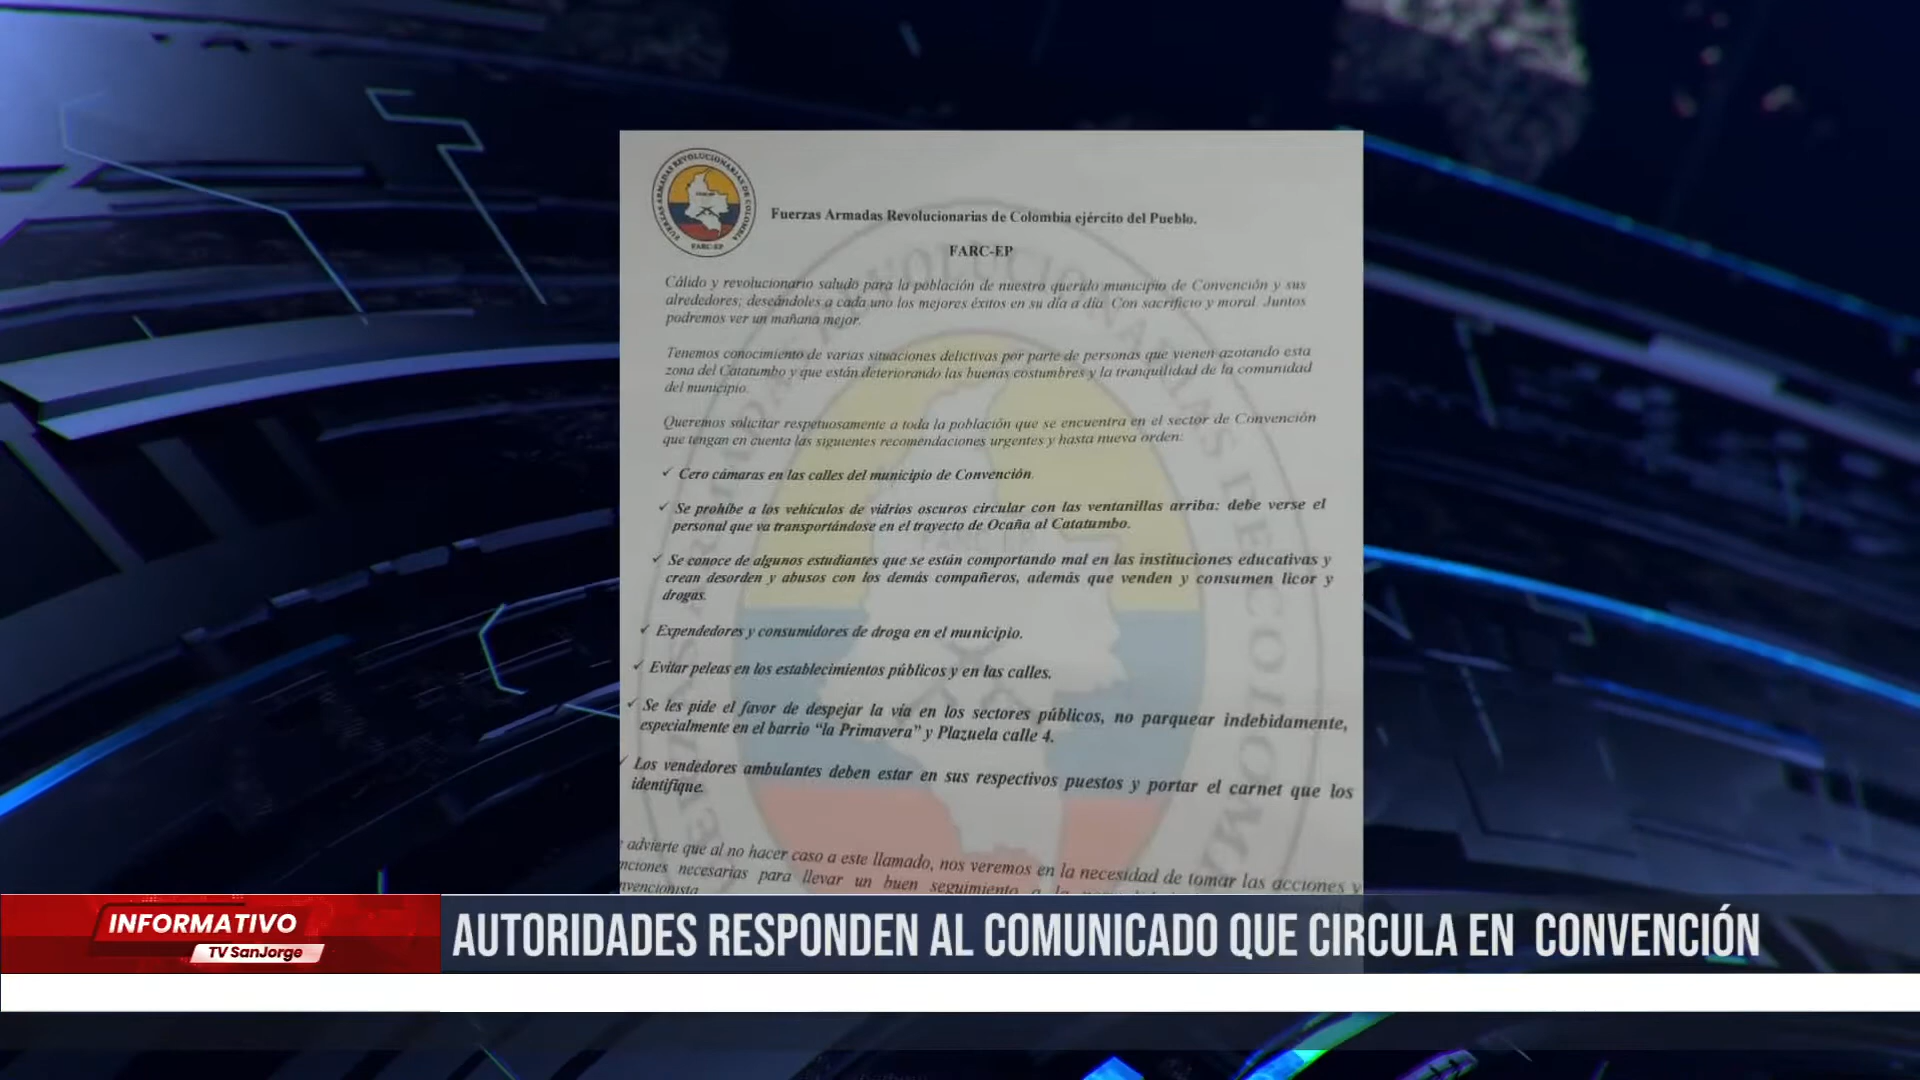 FUERZAS ARMADAS REVOLUCIONARIAS DE COLOMBIA
FARC-EP
Fuerzas Armadas Revolucionarias de Colombia ejército del Pueblo.
FARC-EP
Cálido y revolucionario saludo para la población de nuestro querido municipio de Convención y sus
alrededores; deseándoles a cada uno los mejores éxitos en su día a día. Con sacrificio y moral. Juntos
podremos ver un mañana mejor.
Tenemos conocimiento de varias situaciones delictivas por parte de personas que vienen azotando esta
zona del Catatumbo y que están deteriorando las buenas costumbres y la tranquilidad de la comunidad
del municipio.
Queremos solicitar respetuosamente a toda la población que se encuentra en el sector de Convención
que tengan en cuenta las siguientes recomendaciones urgentes y hasta nueva orden:
✓ Cero cámaras en las calles del municipio de Convención.
✓ Se prohíbe a los vehículos de vidrios oscuros circular con las ventanillas arriba: debe verse el
personal que va transportándose en el trayecto de Ocaña al Catatumbo.
✓ Se conoce de algunos estudiantes que se están comportando mal en las instituciones educativas y
crean desorden y abusos con los demás compañeros, además que venden y consumen licor y
drogas.
✓ Expendedores y consumidores de droga en el municipio.
✓ Evitar peleas en los establecimientos públicos y en las calles.
✓ Se les pide el favor de despejar la via en los sectores públicos, no parquear indebidamente,
especialmente en el barrio “la Primavera” y Plazuela calle 4.
✓ Los vendedores ambulantes deben estar en sus respectivos puestos y portar el carnet que los
identifique.
advierte que al no hacer caso a este llamado, nos veremos en la necesidad de tomar las acciones y
nciones necesarias para llevar un buen seguimiento a la
nvencionista
INFORMATIVO
TV SanJorge
AUTORIDADES RESPONDEN AL COMUNICADO QUE CIRCULA EN CONVENCIÓN